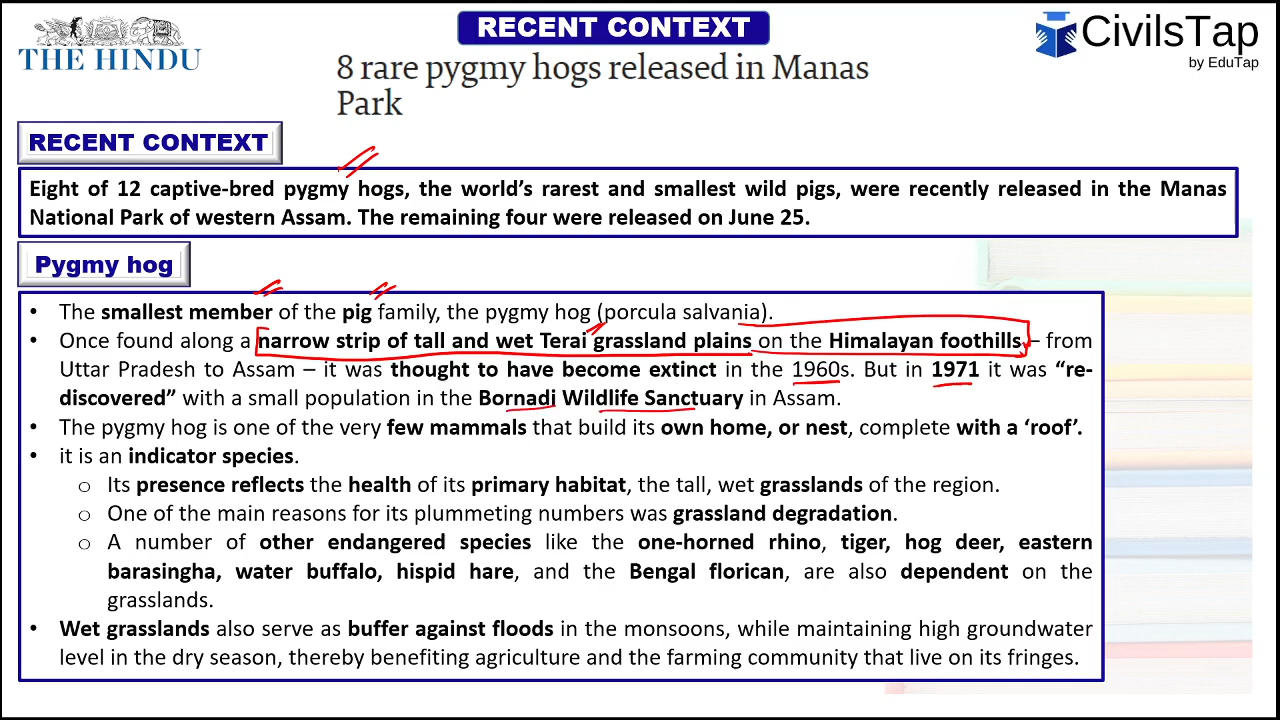 RECENT CONTEXT
THE HINDU
CivilsTap
by EduTap
8 rare pygmy hogs released in Manas
Park
RECENT CONTEXT
Eight of 12 captive-bred pygmy hogs, the world's rarest and smallest wild pigs, were recently released in the Manas
National Park of western Assam. The remaining four were released on June 25.
Pygmy hog
• The smallest member of the pig family, the pygmy hog (porcula salvania).
• Once found along a narrow strip of tall and wet Terai grassland plains on the Himalayan foothills – from
Uttar Pradesh to Assam – it was thought to have become extinct in the 1960s. But in 1971 it was “re-
discovered” with a small population in the Bornadi Wildlife Sanctuary in Assam.
• The pygmy hog is one of the very few mammals that build its own home, or nest, complete with a ‘roof’.
• it is an indicator species.
o Its presence reflects the health of its primary habitat, the tall, wet grasslands of the region.
o One of the main reasons for its plummeting numbers was grassland degradation.
o A number of other endangered species like the one-horned rhino, tiger, hog deer, eastern
barasingha, water buffalo, hispid hare, and the Bengal florican, are also dependent on the
grasslands.
• Wet grasslands also serve as buffer against floods in the monsoons, while maintaining high groundwater
level in the dry season, thereby benefiting agriculture and the farming community that live on its fringes.